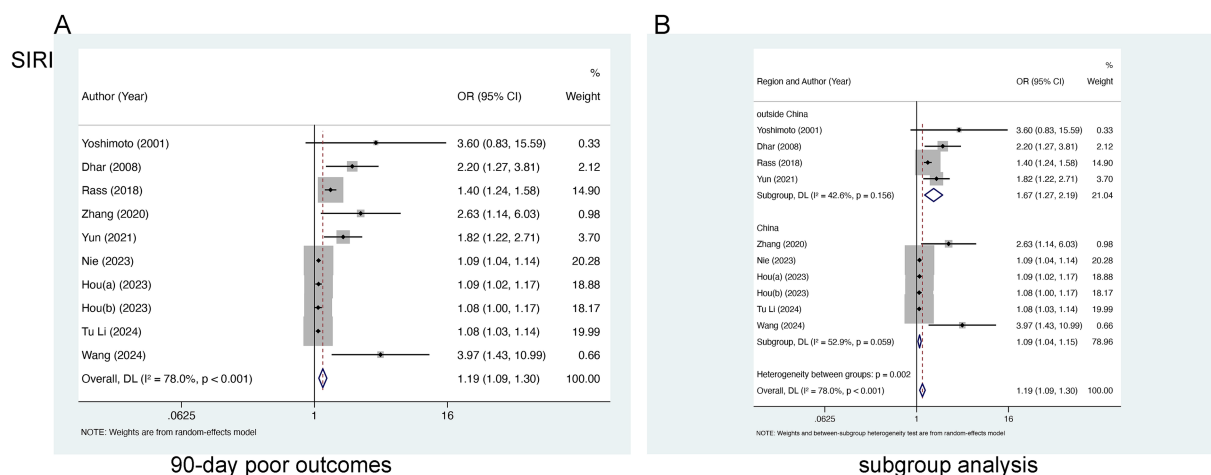 A
SIRI
%
Author (Year) OR (95% CI) Weight
Yoshimoto (2001) 3.60 (0.83, 15.59) 0.33
Dhar (2008) 2.20 (1.27, 3.81) 2.12
Rass (2018) 1.40 (1.24, 1.58) 14.90
Zhang (2020) 2.63 (1.14, 6.03) 0.98
Yun (2021) 1.82 (1.22, 2.71) 3.70
Nie (2023) 1.09 (1.04, 1.14) 20.28
Hou(a) (2023) 1.09 (1.02, 1.17) 18.88
Hou(b) (2023) 1.08 (1.00, 1.17) 18.17
Tu Li (2024) 1.08 (1.03, 1.14) 19.99
Wang (2024) 3.97 (1.43, 10.99) 0.66
Overall, DL (I² = 78.0%, p < 0.001) 1.19 (1.09, 1.30) 100.00
.0625 1 16
NOTE: Weights are from random-effects model
90-day poor outcomes
B
%
Region and Author (Year) OR (95% CI) Weight
outside China
Yoshimoto (2001) 3.60 (0.83, 15.59) 0.33
Dhar (2008) 2.20 (1.27, 3.81) 2.12
Rass (2018) 1.40 (1.24, 1.58) 14.90
Yun (2021) 1.82 (1.22, 2.71) 3.70
Subgroup, DL (I² = 42.6%, p = 0.156) 1.67 (1.27, 2.19) 21.04
China
Zhang (2020) 2.63 (1.14, 6.03) 0.98
Nie (2023) 1.09 (1.04, 1.14) 20.28
Hou(a) (2023) 1.09 (1.02, 1.17) 18.88
Hou(b) (2023) 1.08 (1.00, 1.17) 18.17
Tu Li (2024) 1.08 (1.03, 1.14) 19.99
Wang (2024) 3.97 (1.43, 10.99) 0.66
Subgroup, DL (I² = 52.9%, p = 0.059) 1.09 (1.04, 1.15) 78.96
Heterogeneity between groups: p = 0.002
Overall, DL (I² = 78.0%, p < 0.001) 1.19 (1.09, 1.30) 100.00
.0625 1 16
NOTE: Weights and between-subgroup heterogeneity test are from random-effects model
subgroup analysis